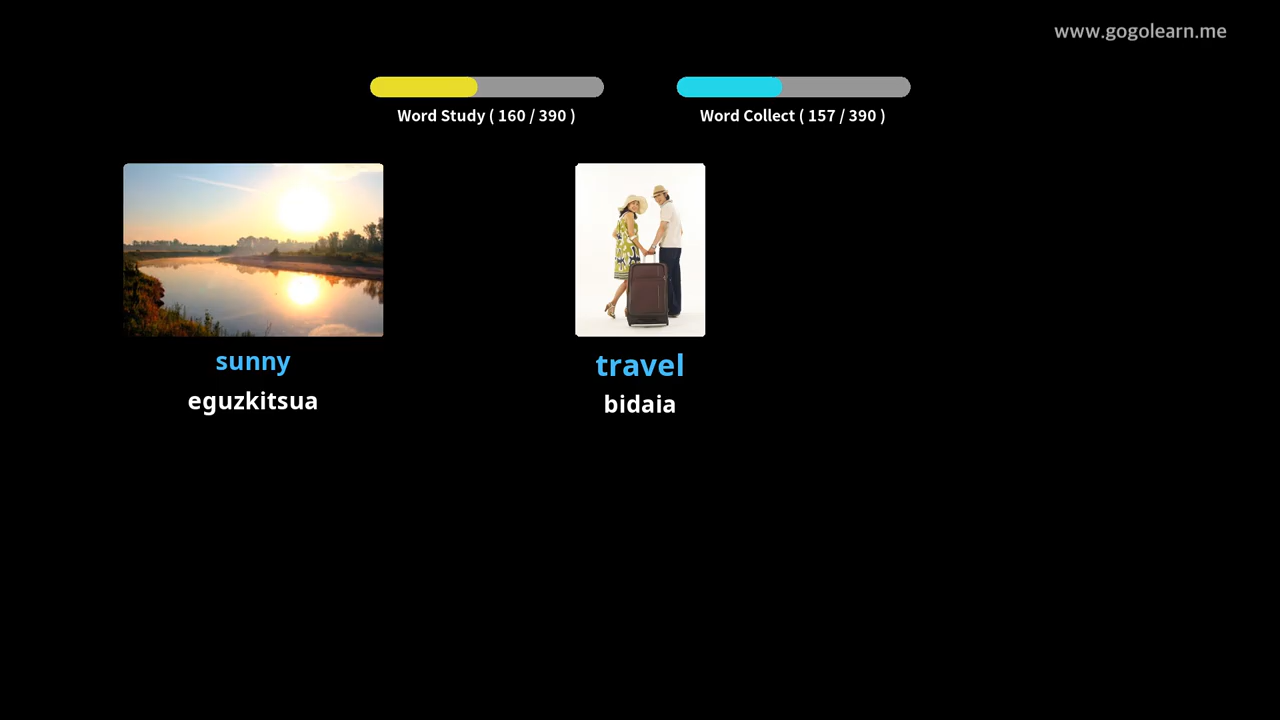 www.gogolearn.me
Word Study ( 160 / 390 )
Word Collect ( 157 / 390 )
sunny
eguzkitsua
travel
bidaia